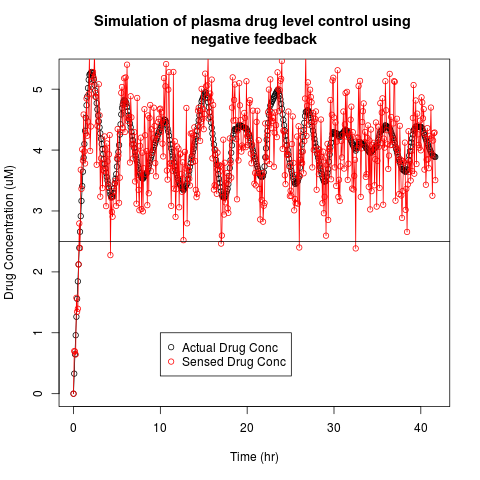 Simulation of plasma drug level control using
negative feedback
Drug Concentration (uM)
5
4
3
2
1
0
Actual Drug Conc
Sensed Drug Conc
0 10 20 30 40
Time (hr)